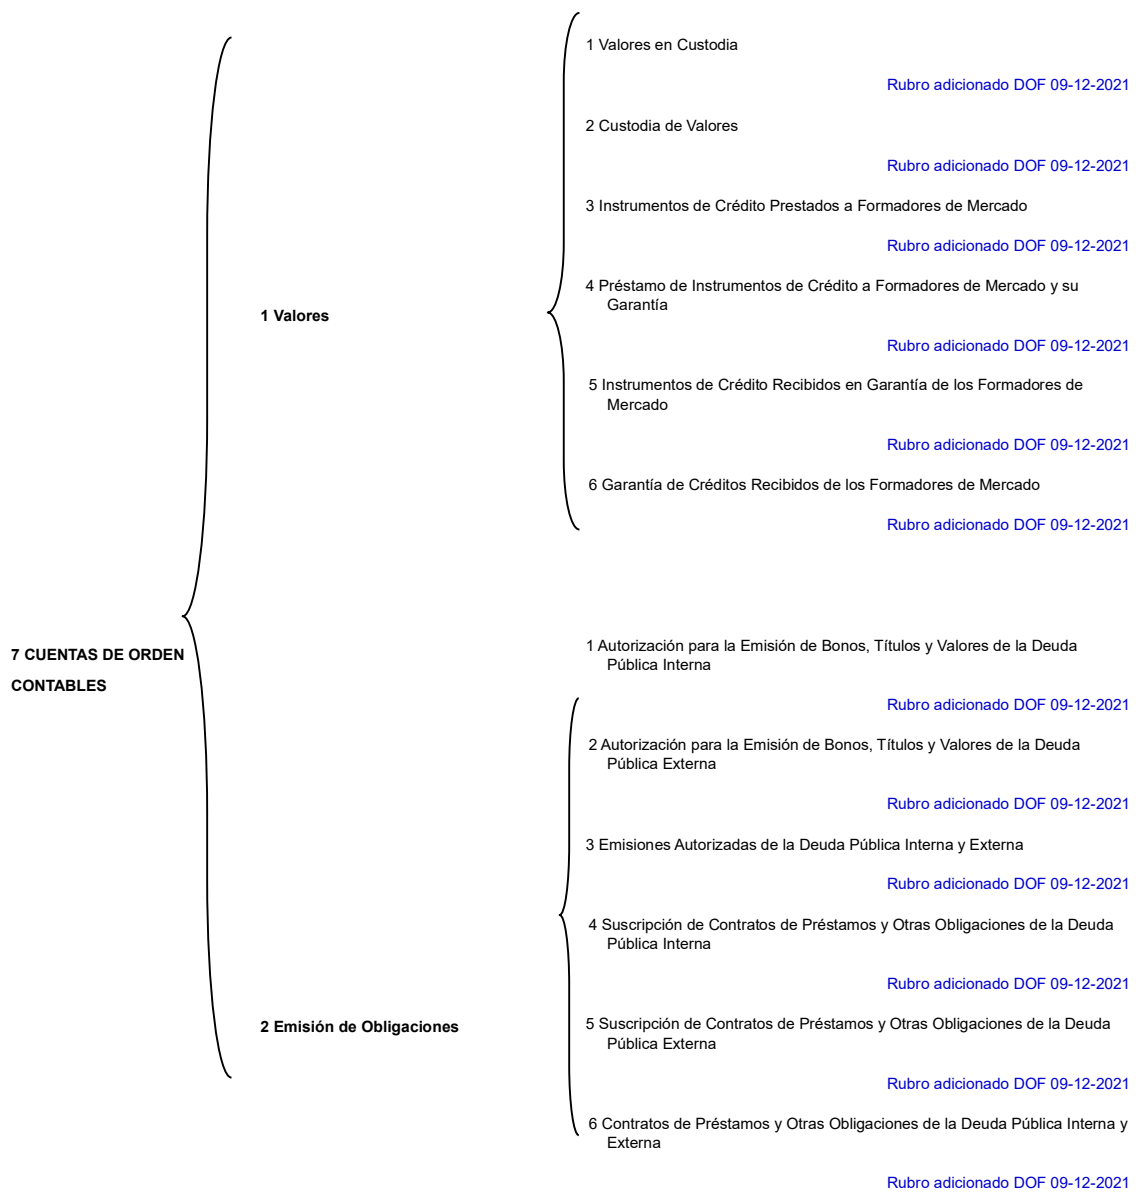 1 Valores en Custodia
Rubro adicionado DOF 09-12-2021
2 Custodia de Valores
Rubro adicionado DOF 09-12-2021
3 Instrumentos de Crédito Prestados a Formadores de Mercado
Rubro adicionado DOF 09-12-2021
4 Préstamo de Instrumentos de Crédito a Formadores de Mercado y su
Garantía
1 Valores
Rubro adicionado DOF 09-12-2021
5 Instrumentos de Crédito Recibidos en Garantía de los Formadores de
Mercado
Rubro adicionado DOF 09-12-2021
6 Garantía de Créditos Recibidos de los Formadores de Mercado
Rubro adicionado DOF 09-12-2021
7 CUENTAS DE ORDEN
CONTABLES
1 Autorización para la Emisión de Bonos, Títulos y Valores de la Deuda
Pública Interna
Rubro adicionado DOF 09-12-2021
2 Autorización para la Emisión de Bonos, Títulos y Valores de la Deuda
Pública Externa
Rubro adicionado DOF 09-12-2021
3 Emisiones Autorizadas de la Deuda Pública Interna y Externa
Rubro adicionado DOF 09-12-2021
4 Suscripción de Contratos de Préstamos y Otras Obligaciones de la Deuda
Pública Interna
Rubro adicionado DOF 09-12-2021
2 Emisión de Obligaciones
5 Suscripción de Contratos de Préstamos y Otras Obligaciones de la Deuda
Pública Externa
Rubro adicionado DOF 09-12-2021
6 Contratos de Préstamos y Otras Obligaciones de la Deuda Pública Interna y
Externa
Rubro adicionado DOF 09-12-2021